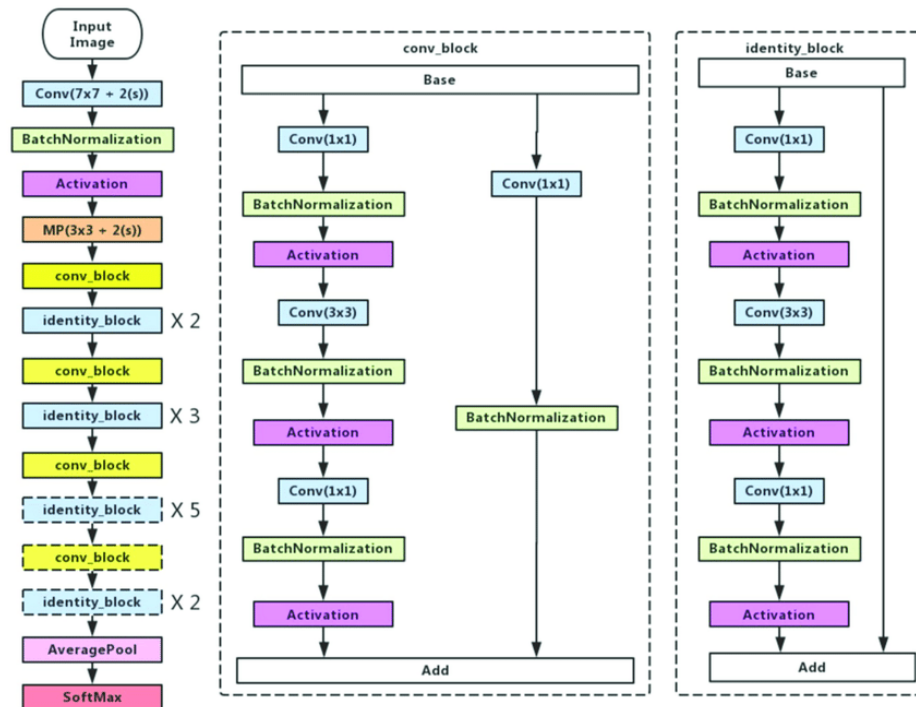 Input
Image
Conv(7x7 + 2(s))
BatchNormalization
Activation
MP(3x3 + 2(s))
conv_block
identity_block X 2
conv_block
identity_block X 3
conv_block
identity_block X 5
conv_block
identity_block X 2
AveragePool
SoftMax
conv_block
Base
Conv(1x1)
BatchNormalization
Activation
Conv(3x3)
BatchNormalization
Activation
Conv(1x1)
BatchNormalization
Activation
Conv(1x1)
BatchNormalization
Add
identity_block
Base
Conv(1x1)
BatchNormalization
Activation
Conv(3x3)
BatchNormalization
Activation
Conv(1x1)
BatchNormalization
Activation
Add